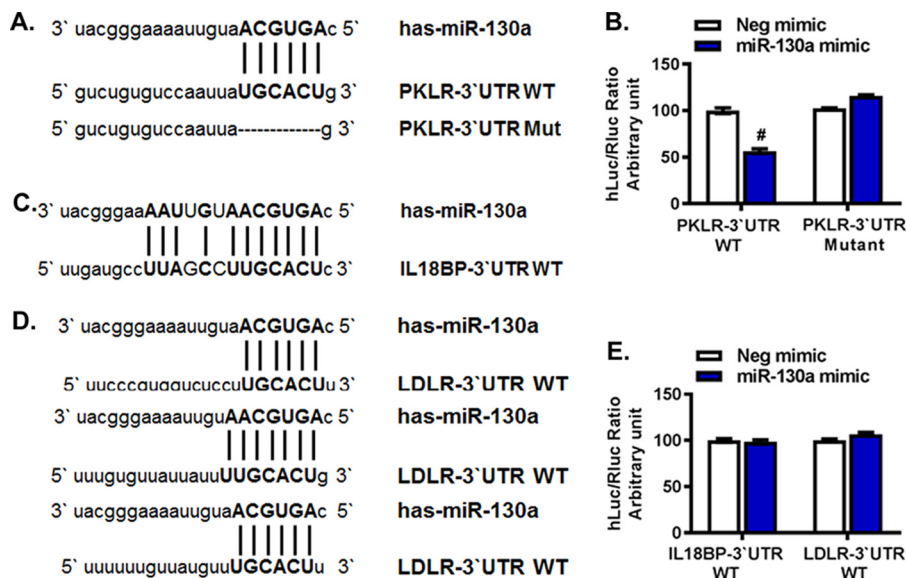 A.
3` uacgggaaaauuguaACGUGAc 5` has-miR-130a
5` gucuguguccaauuaUGCACUg 3` PKLR-3`UTR WT
5` gucuguguccaauua-------------g 3` PKLR-3`UTR Mut
B.
Neg mimic
miR-130a mimic
hLuc/Rluc Ratio
Arbitrary unit
150
100
50
0
#
PKLR-3`UTR
WT
PKLR-3`UTR
Mutant
C.
3` uacgggaaAAUUGUAACGUGAc 5` has-miR-130a
5` uugaugccUUAGCCUUGCACUc 3` IL18BP-3`UTR WT
D.
3` uacgggaaaauuguaACGUGAc 5` has-miR-130a
5` uucccguggucuccuUGCACUu 3` LDLR-3`UTR WT
3` uacgggaaaauuguAACGUGAc 5` has-miR-130a
5` uuuguguuauuauuUUGCACUg 3` LDLR-3`UTR WT
3` uacgggaaaauuguaACGUGAc 5` has-miR-130a
5` uuuuuuguuauguuUGCACUu 3` LDLR-3`UTR WT
E.
Neg mimic
miR-130a mimic
hLuc/Rluc Ratio
Arbitrary unit
150
100
50
0
IL18BP-3`UTR
WT
LDLR-3`UTR
WT